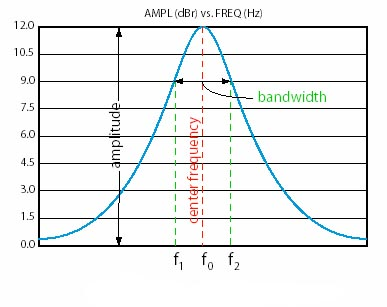 AMPL (dBr) vs. FREQ (Hz)
12.0
10.5
9.0
7.5
6.0
4.5
3.0
1.5
0.0
amplitude
center frequency
bandwidth
f1 f0 f2